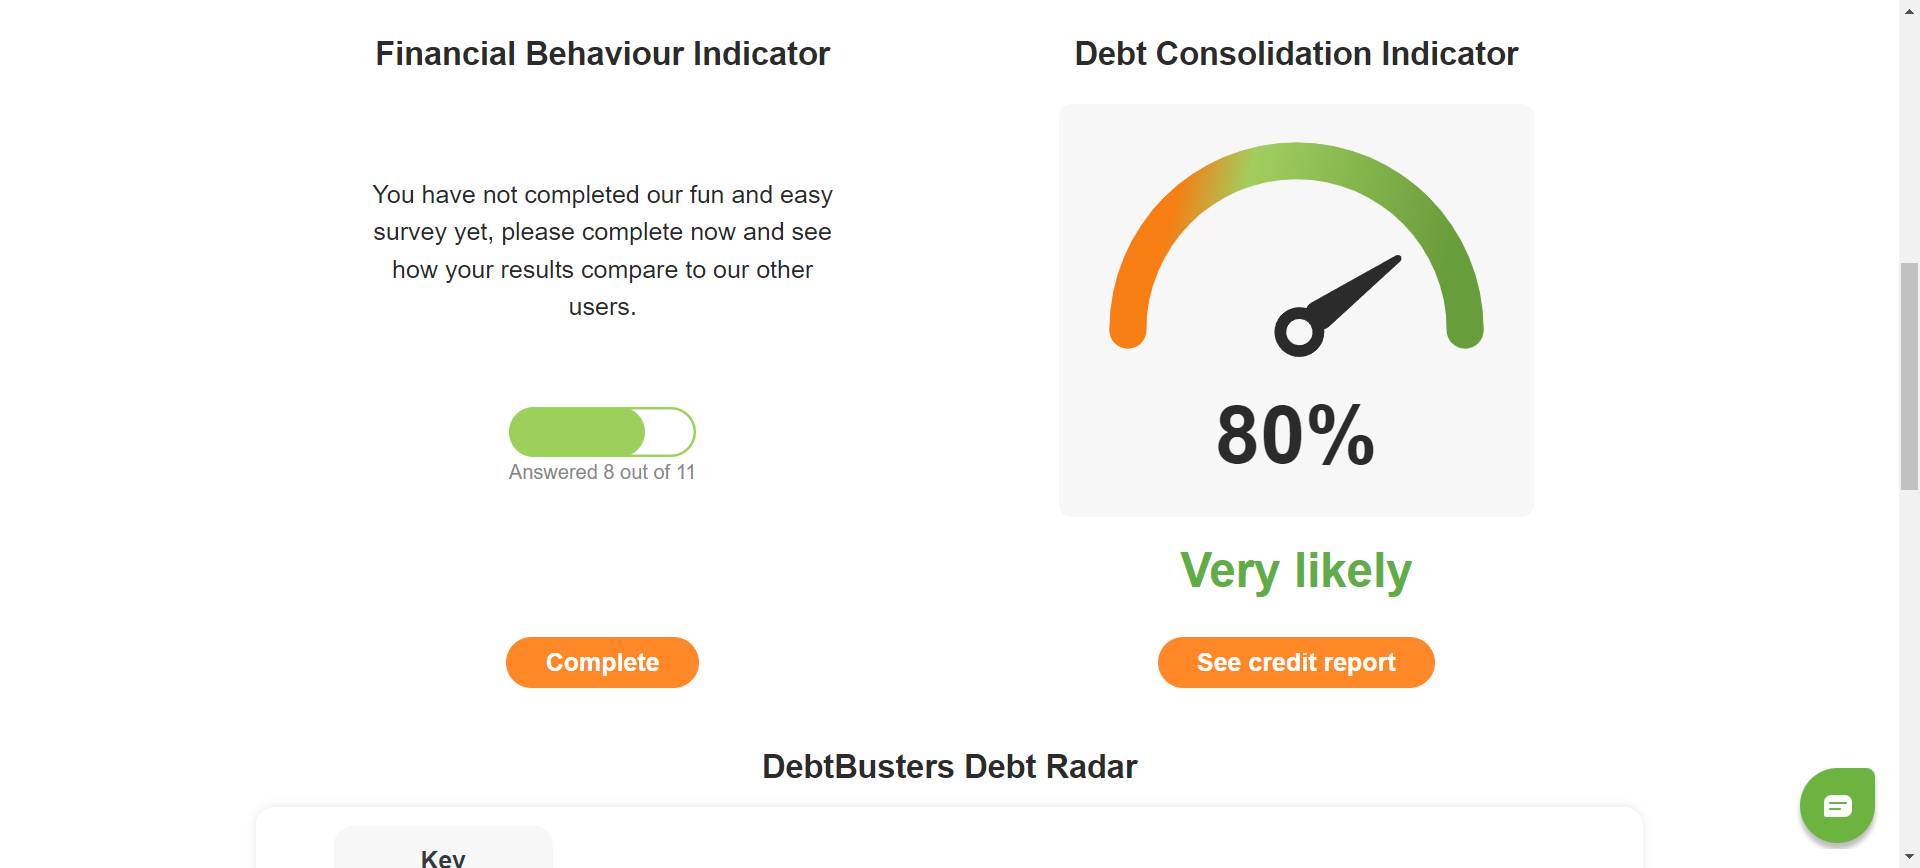 Financial Behaviour Indicator
You have not completed our fun and easy
survey yet, please complete now and see
how your results compare to our other
users.
Answered 8 out of 11
Complete
Debt Consolidation Indicator
80%
Very likely
See credit report
DebtBusters Debt Radar
Key